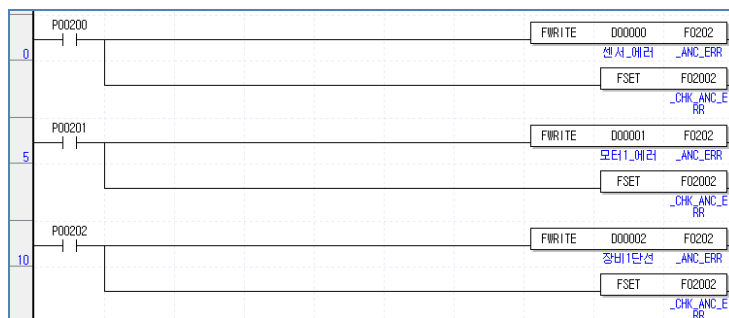 P00200
FWRITE D00000 F0202
0
센서_에러 _ANC_ERR
FSET F02002
_CHK_ANC_E
RR
P00201
FWRITE D00001 F0202
5
모터1_에러 _ANC_ERR
FSET F02002
_CHK_ANC_E
RR
P00202
FWRITE D00002 F0202
10
장비1단선 _ANC_ERR
FSET F02002
_CHK_ANC_E
RR